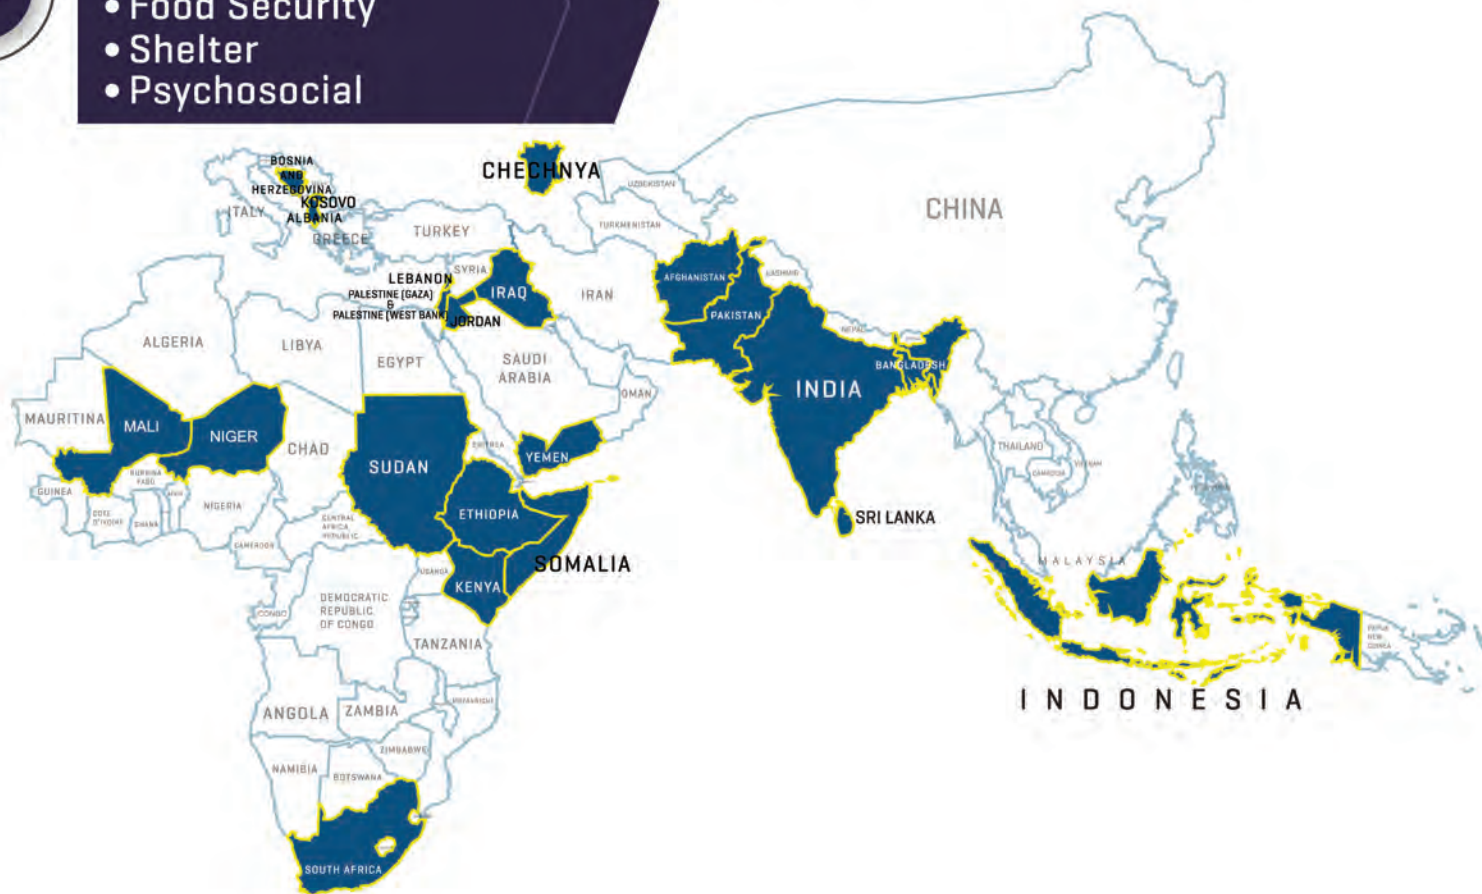 • Food Security
• Shelter
• Psychosocial
BOSNIA
AND
HERZEGOVINA
KOSOVO
ALBANIA
ITALY
GREECE
CHECHNYA
UZBEKISTAN
TURKMENISTAN
TURKEY
CHINA
LEBANON
SYRIA
PALESTINE (GAZA)
&
PALESTINE (WEST BANK)
JORDAN
IRAQ
IRAN
AFGHANISTAN
KASHMIR
PAKISTAN
NEPAL
BANGLADESH
INDIA
ALGERIA
LIBYA
EGYPT
SAUDI
ARABIA
OMAN
MAURITINA
MALI
NIGER
CHAD
SUDAN
ERITREA
YEMEN
THAILAND
CAMBODIA
VIETNAM
GUINEA
BURKINA
FASO
COTE
D'IVOIRE
GHANA
NIGERIA
CAMEROON
CENTRAL
AFRICA
REPUBLIC
ETHIOPIA
SRI LANKA
SOMALIA
MALAYSIA
UGANDA
KENYA
CONGO
DEMOCRATIC
REPUBLIC
OF CONGO
TANZANIA
PAPUA
NEW
GUINEA
INDONESIA
ANGOLA
ZAMBIA
ZIMBABWE
NAMIBIA
BOTSWANA
SOUTH AFRICA